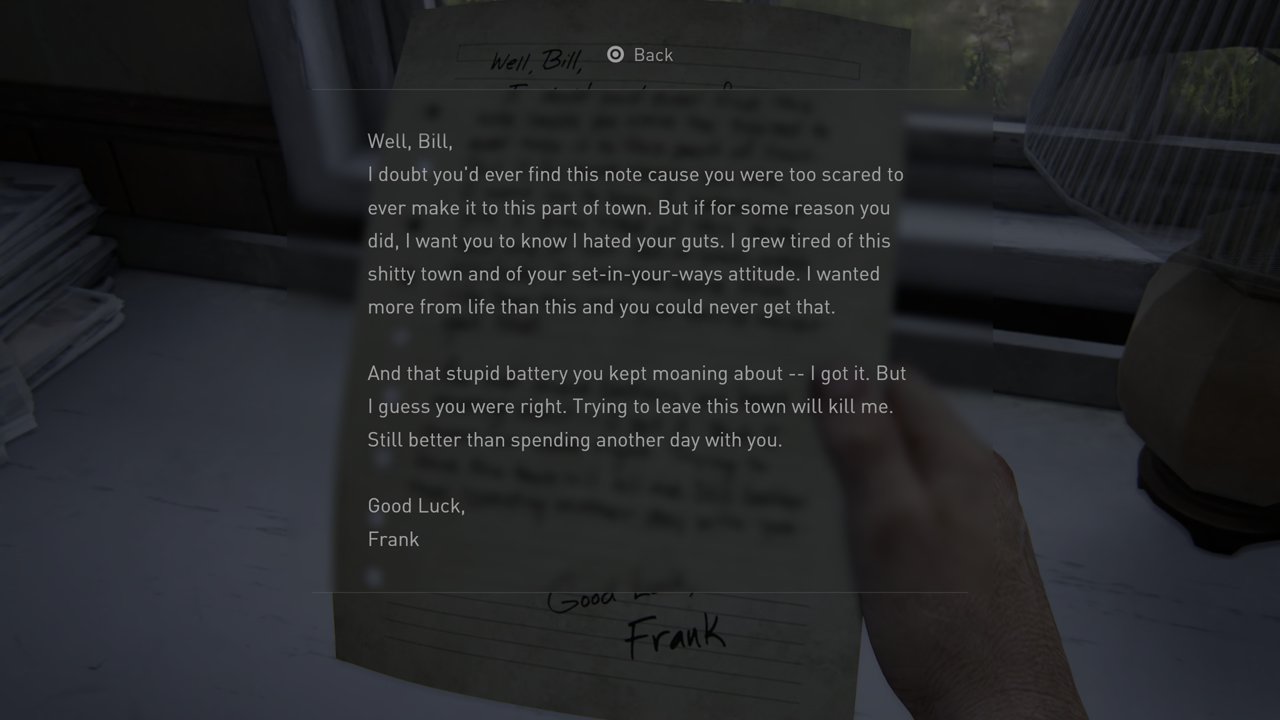 Well, Bill,
Back
Well, Bill,
I doubt you'd ever find this note cause you were too scared to
ever make it to this part of town. But if for some reason you
did, I want you to know I hated your guts. I grew tired of this
shitty town and of your set-in-your-ways attitude. I wanted
more from life than this and you could never get that.
And that stupid battery you kept moaning about -- I got it. But
I guess you were right. Trying to leave this town will kill me.
Still better than spending another day with you.
Good Luck,
Frank
Good Luck,
Frank